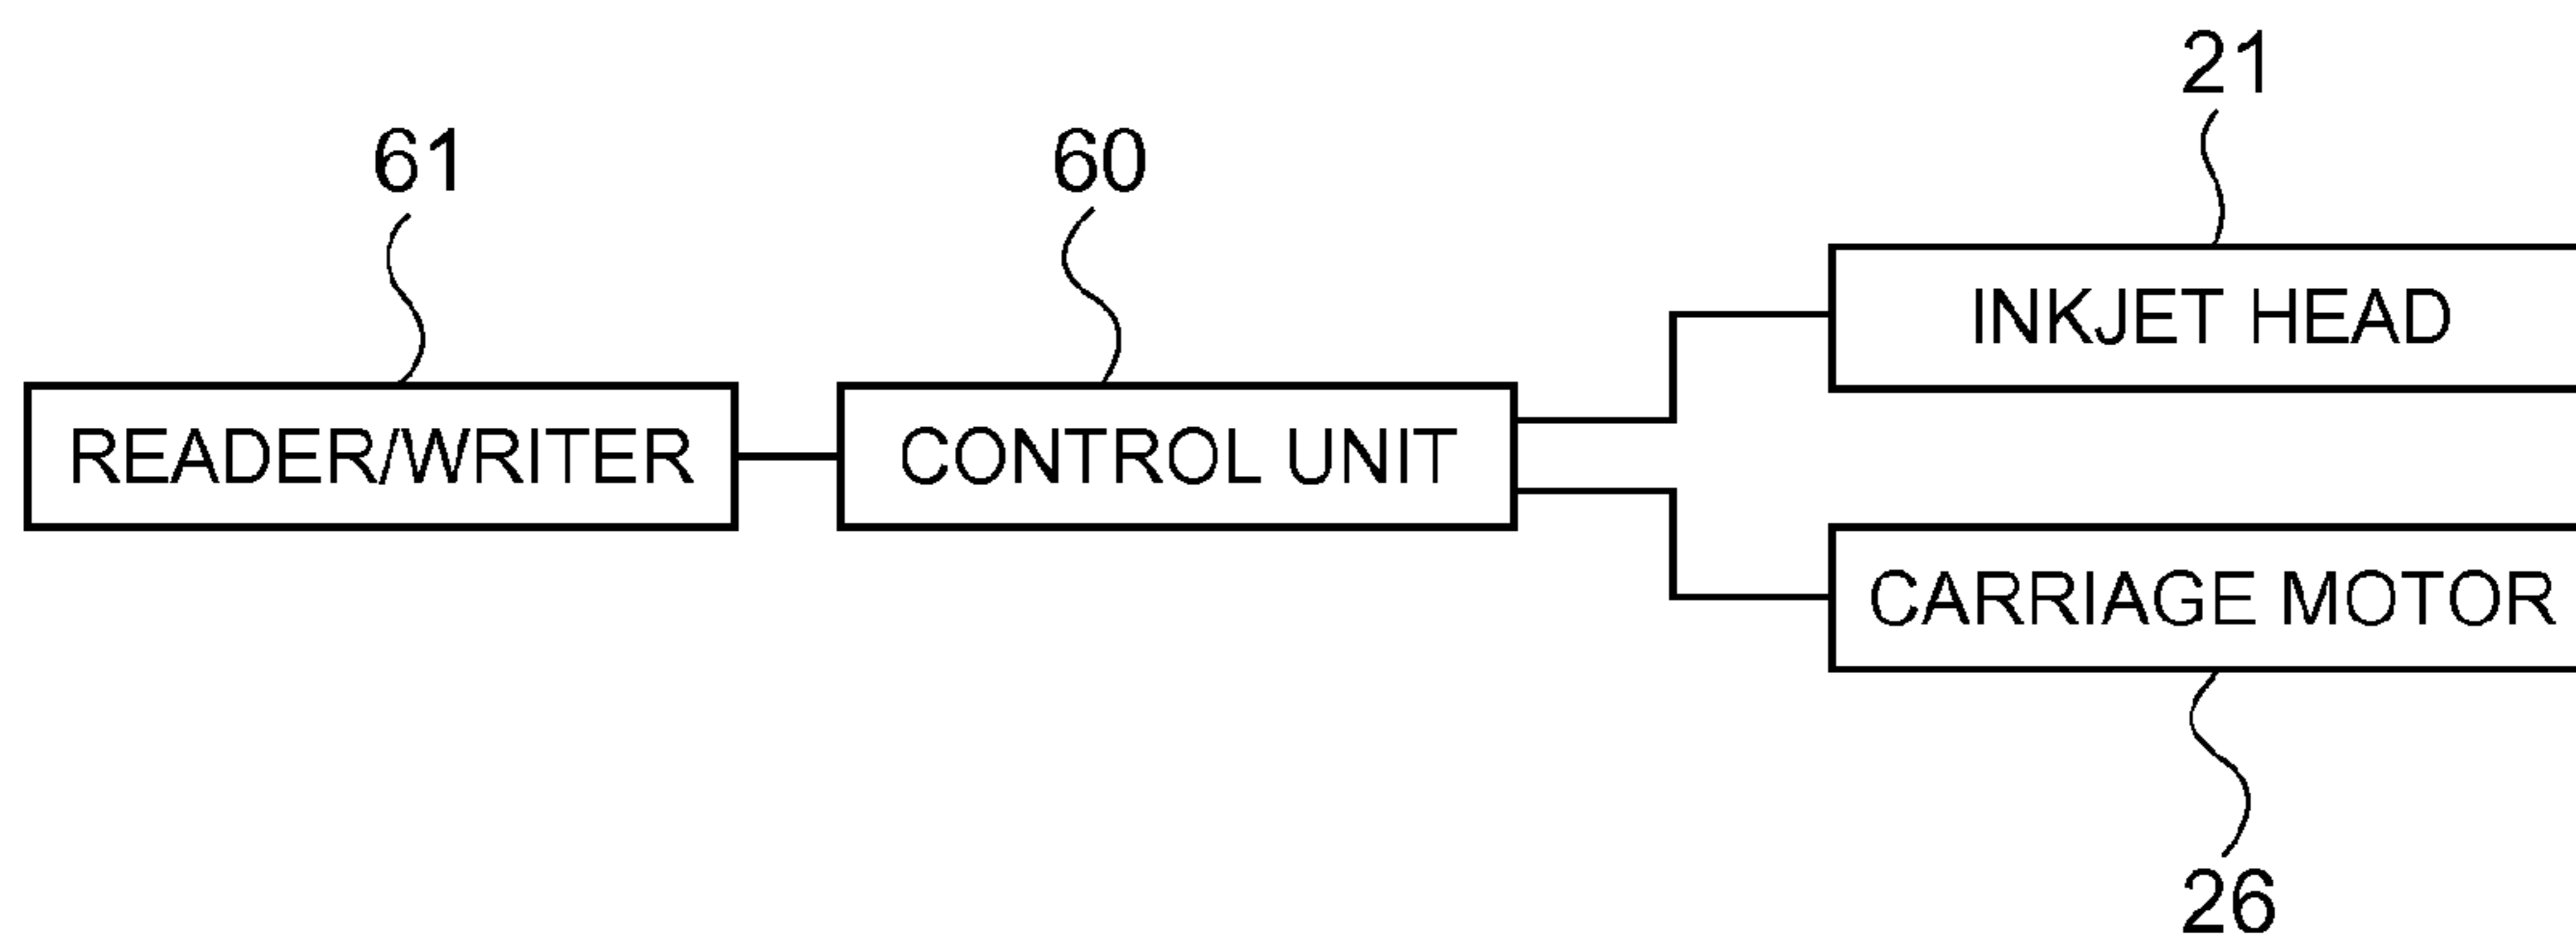 21
61
60
INKJET HEAD
READER/WRITER
CONTROL UNIT
CARRIAGE MOTOR
26